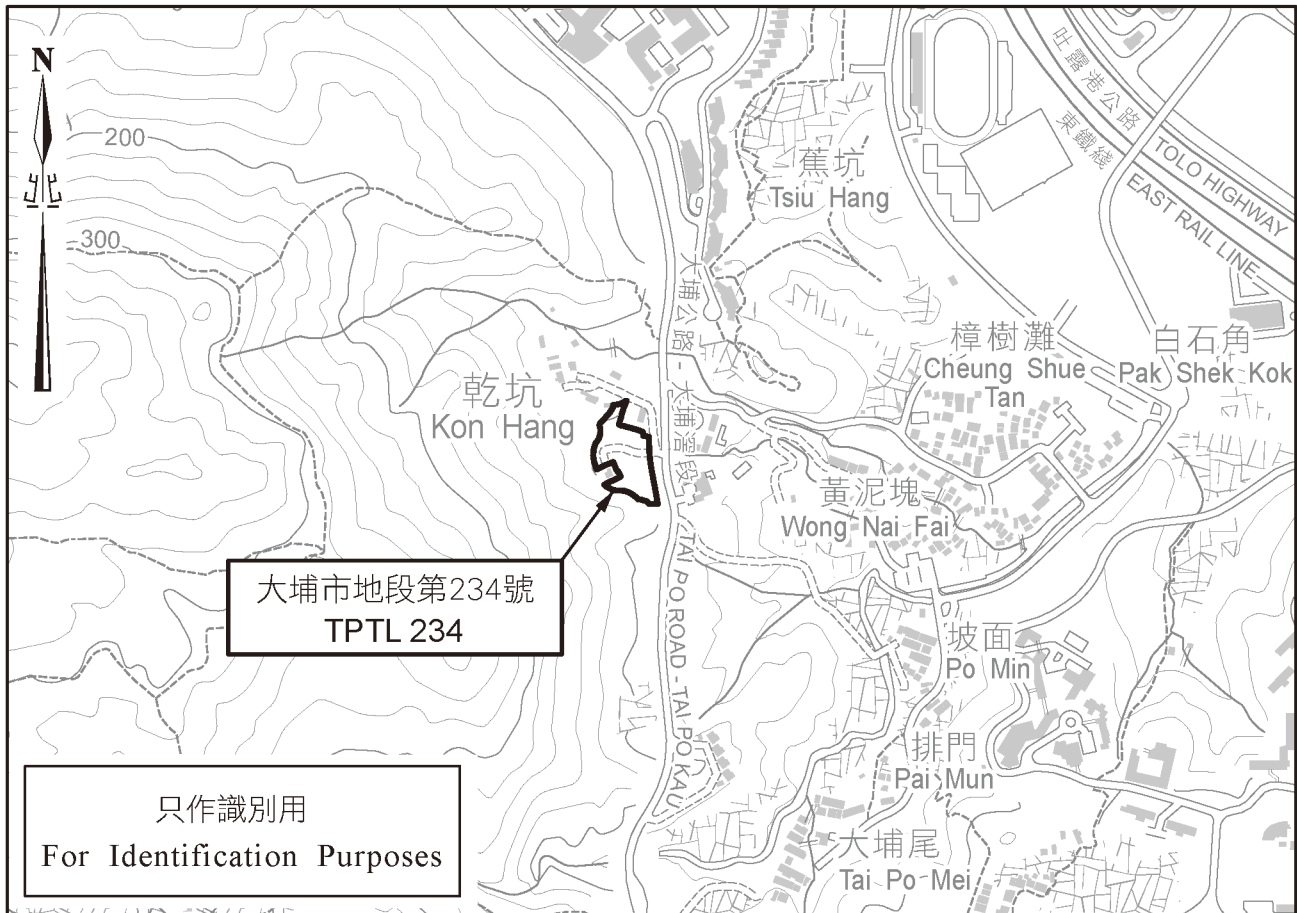 N
北
200
300
蕉坑
Tsiu Hang
吐露港公路
TOLO HIGHWAY
東鐵綫
EAST RAIL LINE
大埔公路 - 大埔滘段
TAI PO ROAD - TAI PO KAU
樟樹灘
Cheung Shue
Tan
白石角
Pak Shek Kok
乾坑
Kon Hang
黃泥塊
Wong Nai Fai
大埔市地段第234號
TPTL 234
坡面
Po Min
排門
Pai Mun
大埔尾
Tai Po Mei
只作識別用
For Identification Purposes